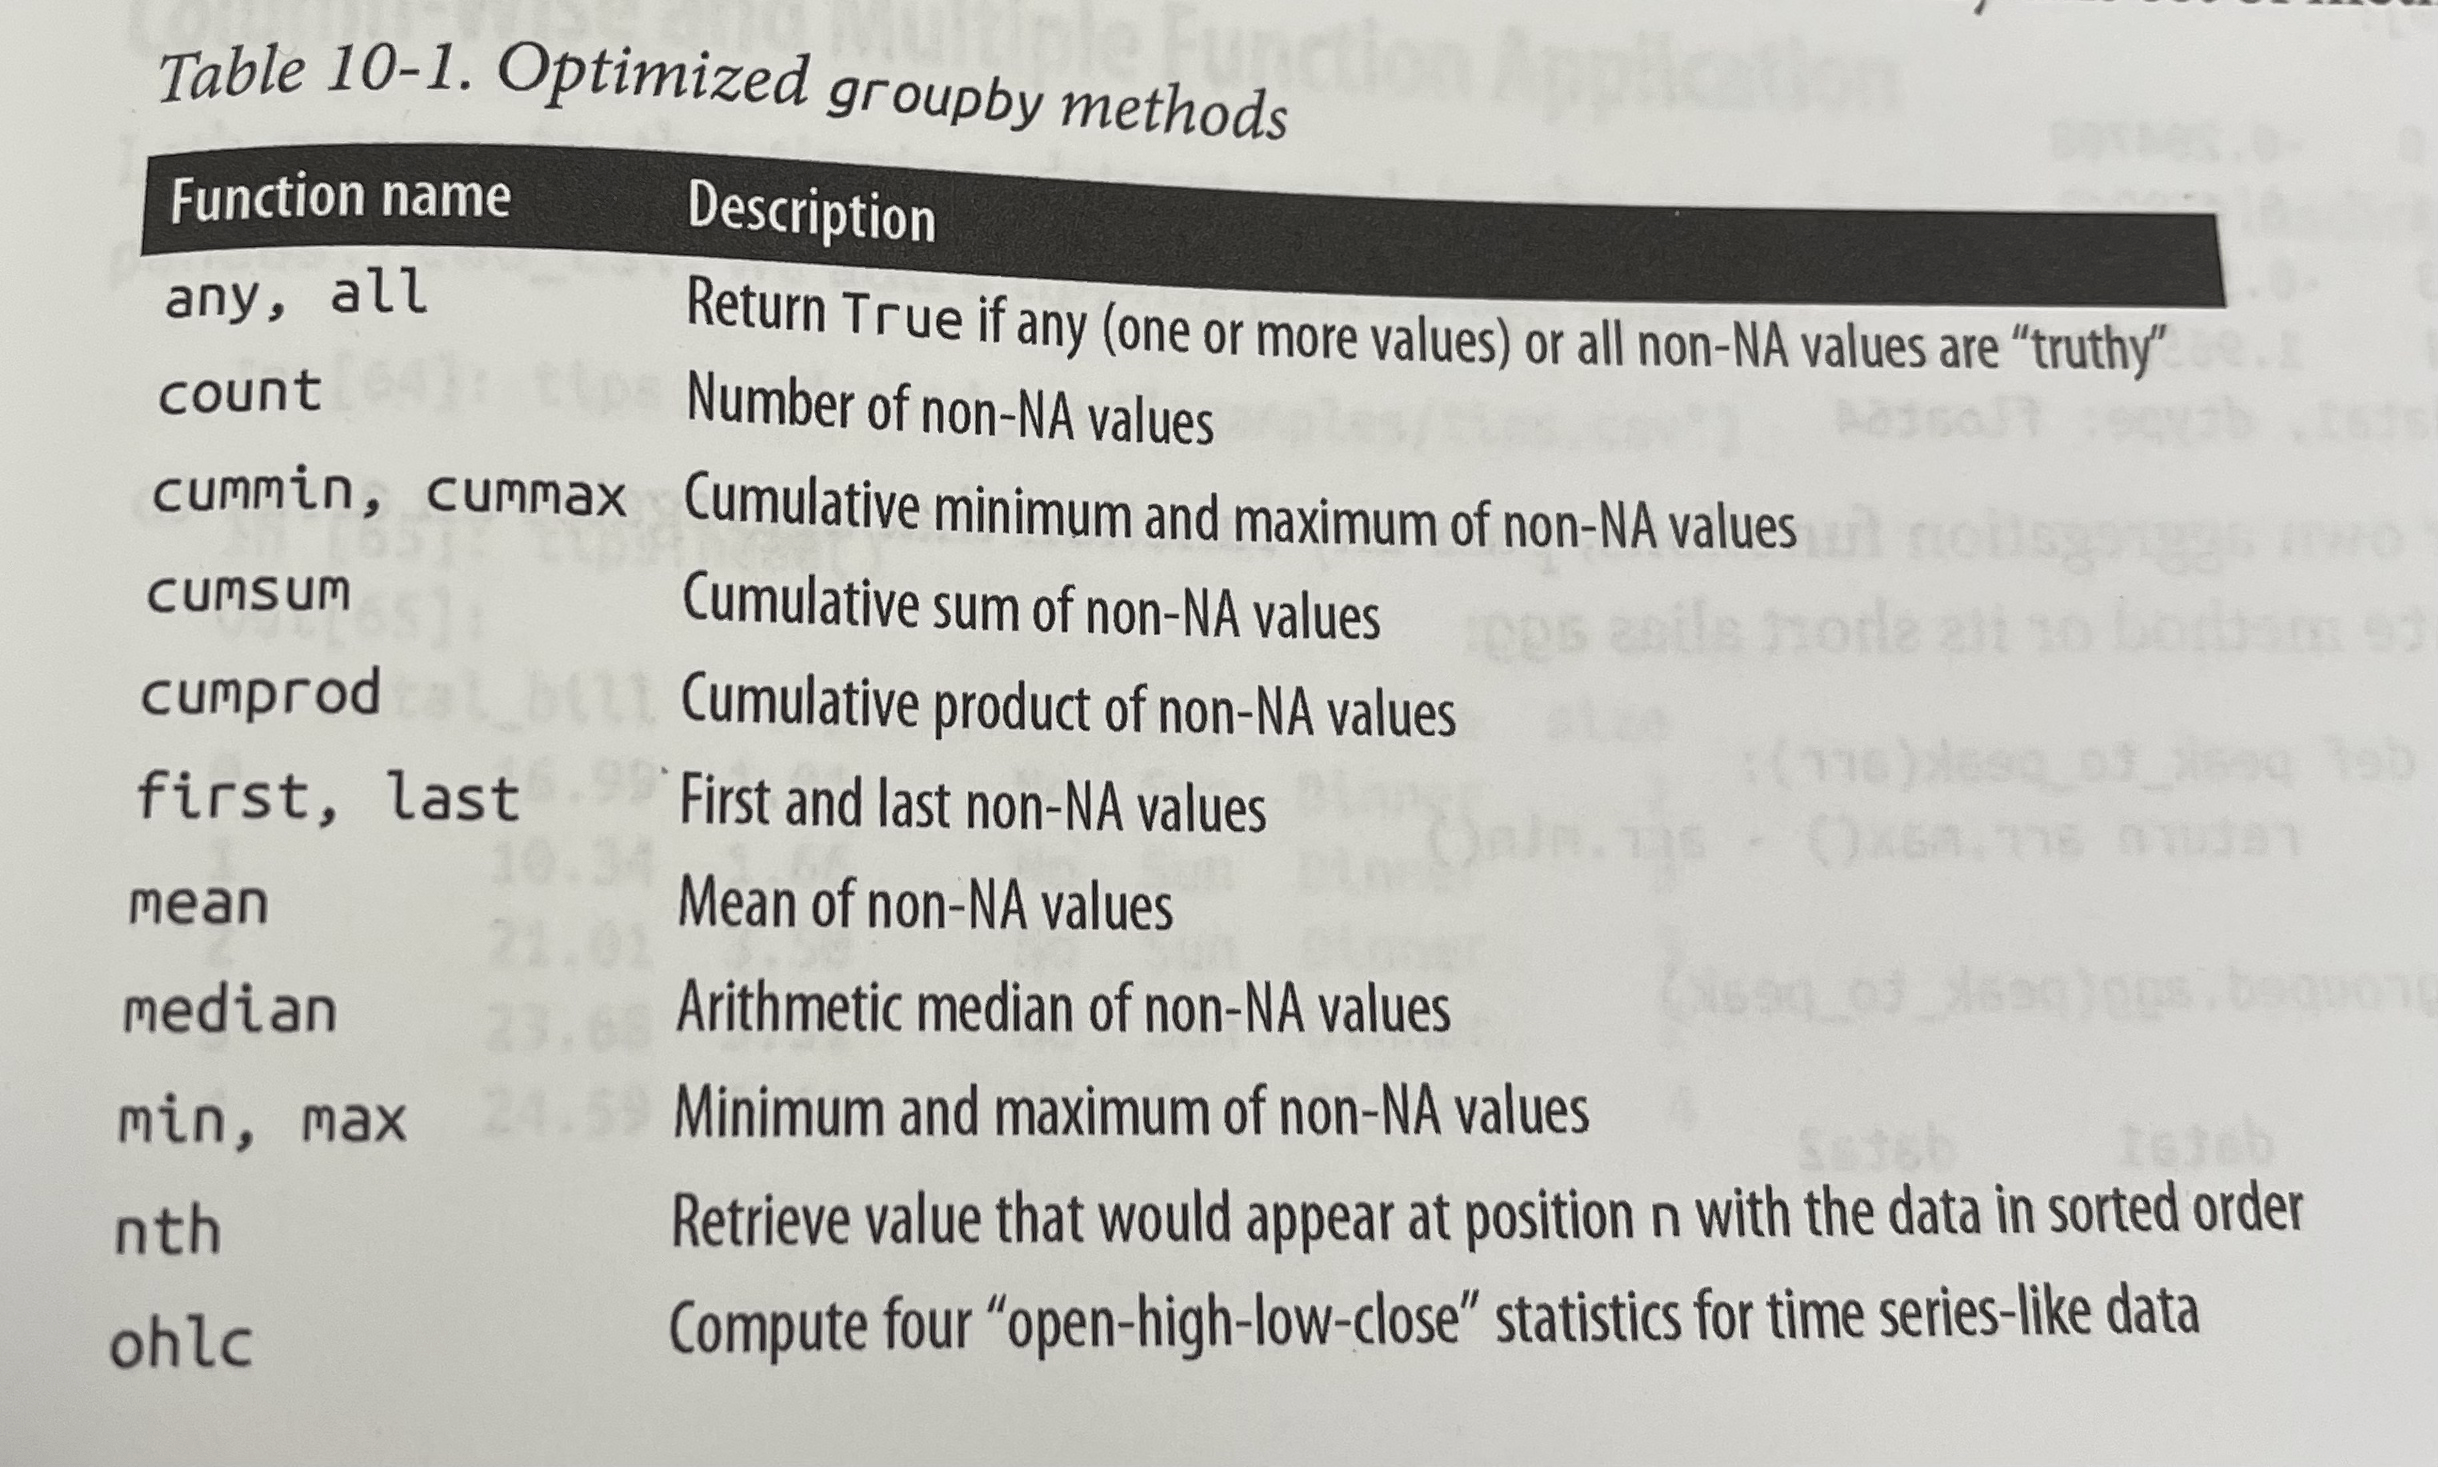 Table 10-1. Optimized groupby methods
Function name Description
any, all Return True if any (one or more values) or all non-NA values are “truthy”
count Number of non-NA values
cummin, cummax Cumulative minimum and maximum of non-NA values
cumsum Cumulative sum of non-NA values
cumprod Cumulative product of non-NA values
first, last First and last non-NA values
mean Mean of non-NA values
median Arithmetic median of non-NA values
min, max Minimum and maximum of non-NA values
nth Retrieve value that would appear at position n with the data in sorted order
ohlc Compute four “open-high-low-close” statistics for time series-like data